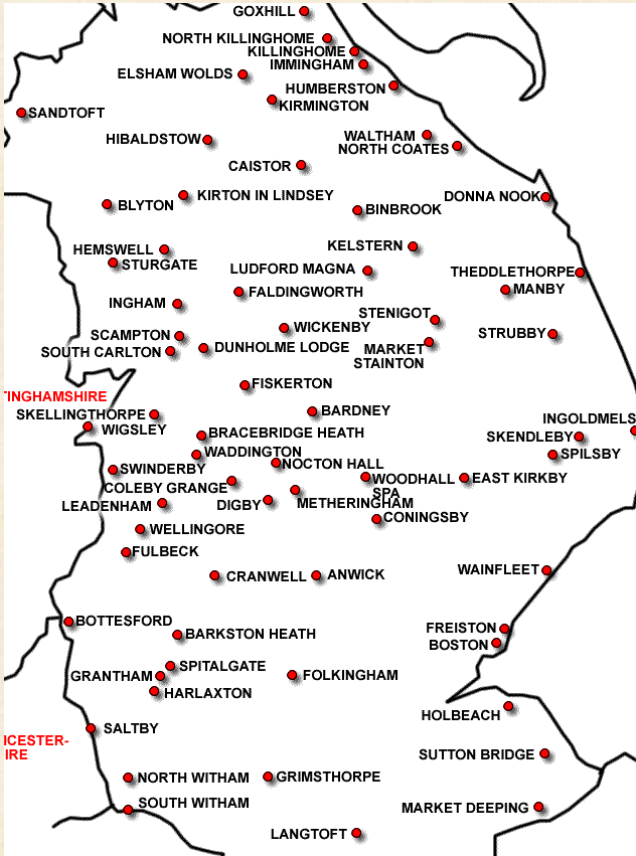 GOXHILL
NORTH KILLINGHOME
KILLINGHOME
IMMINGHAM
ELSHAM WOLDS
HUMBERSTON
KIRMINGTON
SANDTOFT
HIBALDSTOW
WALTHAM
NORTH COATES
CAISTOR
KIRTON IN LINDSEY
DONNA NOOK
BLYTON
BINBROOK
HEMSWELL
KELSTERN
STURGATE
LUDFORD MAGNA
THEDDLETHORPE
FALDINGWORTH
MANBY
INGHAM
STENIGOT
WICKENBY
SCAMPTON
STRUBBY
SOUTH CARLTON
DUNHOLME LODGE
MARKET
STAINTON
FISKERTON
TINGHAMSHIRE
SKELLINGTHORPE
BARDNEY
INGOLDMELS
WIGSLEY
BRACEBRIDGE HEATH
SKENDLEBY
WADDINGTON
SPILSBY
NOCTON HALL
SWINDERBY
WOODHALL
SPA
EAST KIRKBY
COLEBY GRANGE
LEADENHAM
DIGBY
METHERINGHAM
CONINGSBY
WELLINGORE
FULBECK
CRANWELL
ANWICK
WAINFLEET
BOTTESFORD
FREISTON
BARKSTON HEATH
BOSTON
SPITALGATE
GRANTHAM
FOLKINGHAM
HARLAXTON
HOLBEACH
SALTBY
ICESTER-
IRE
SUTTON BRIDGE
NORTH WITHAM
GRIMSTHORPE
SOUTH WITHAM
MARKET DEEPING
LANGTOFT